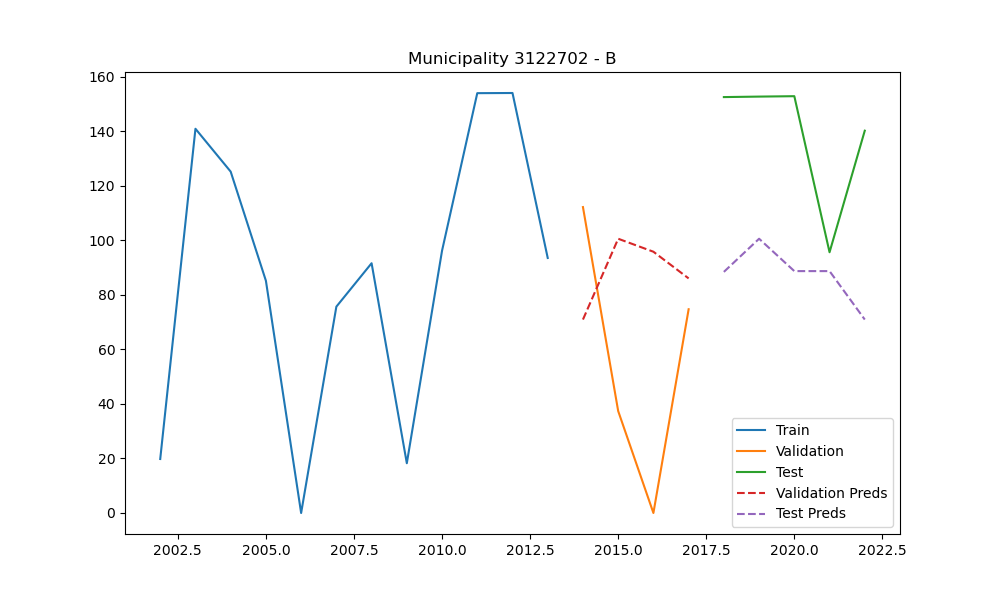 Municipality 3122702 - B
160
140
120
100
80
60
40
20
0
2002.5 2005.0 2007.5 2010.0 2012.5 2015.0 2017.5 2020.0 2022.5
Train
Validation
Test
Validation Preds
Test Preds